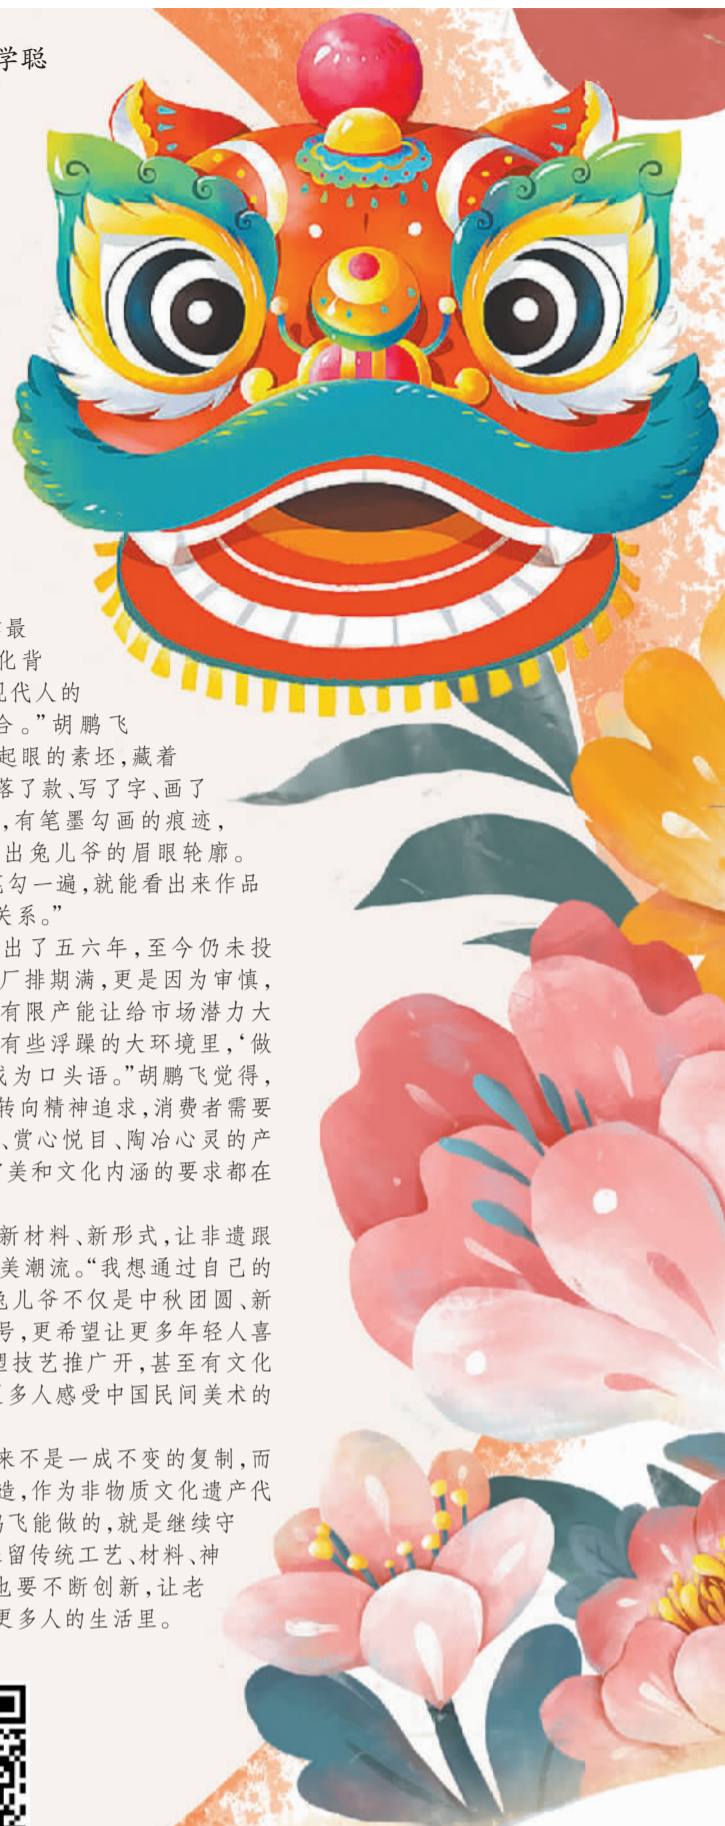 学聪
最
化背
现代人的
合。”胡鹏飞
起眼的素坯,藏着
落了款、写了字、画了
,有笔墨勾画的痕迹,
出兔儿爷的眉眼轮廓。
勾一遍,就能看出来作品
关系。”
出了五六年,至今仍未投
厂排期满,更是因为审慎,
有限产能让给市场潜力大
有些浮躁的大环境里,‘做
成为口头语。”胡鹏飞觉得,
转向精神追求,消费者需要
、赏心悦目、陶冶心灵的产
美和文化内涵的要求都在
新材料、新形式,让非遗跟
美潮流。“我想通过自己的
兔儿爷不仅是中秋团圆、新
号,更希望让更多年轻人喜
塑技艺推广开,甚至有文化
多人感受中国民间美术的
来不是一成不变的复制,而
造,作为非物质文化遗产代
鹏飞能做的,就是继续守
留传统工艺、材料、神
也要不断创新,让老
更多人的生活里。